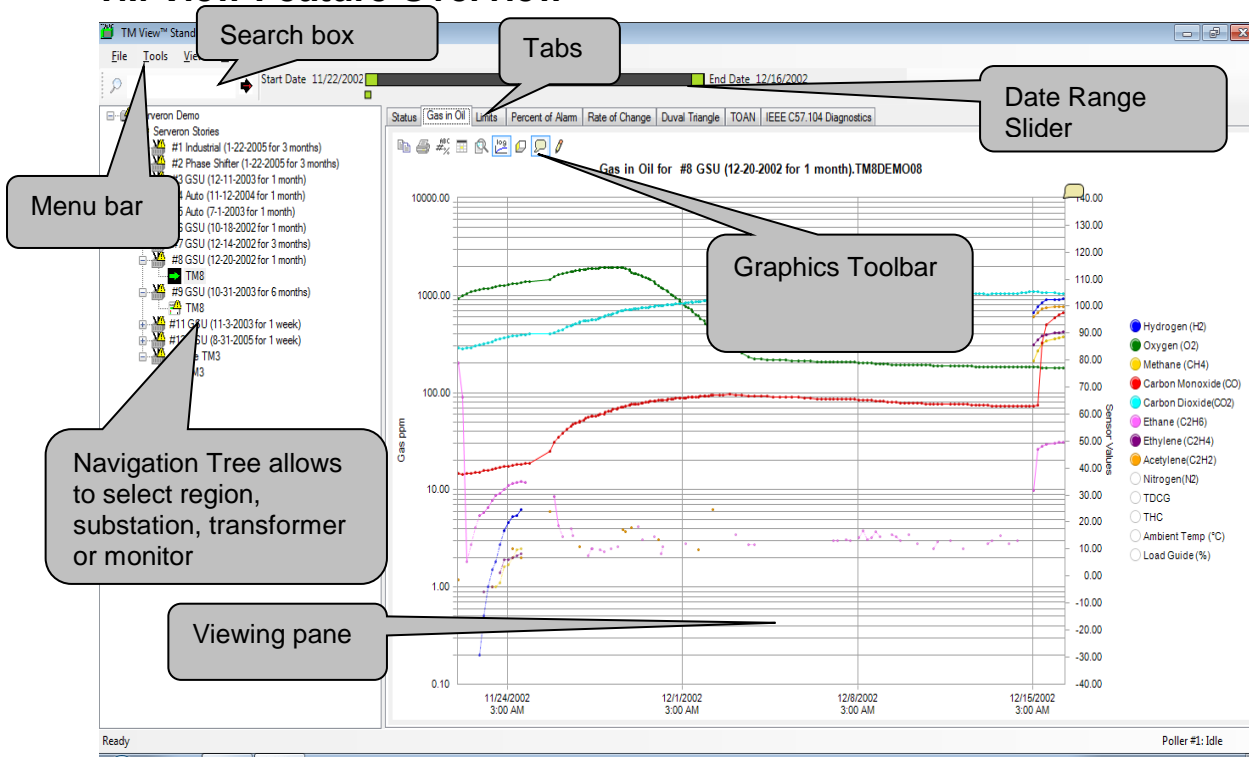 TM View Feature Overview
TM View™ Stand
Search box
Tabs
File Tools View
Start Date 11/22/2002
End Date 12/16/2002
Date Range
Slider
Serveron Demo
Serveron Stories
#1 Industrial (1-22-2005 for 3 months)
#2 Phase Shifter (1-22-2005 for 3 months)
#3 GSU (12-11-2003 for 1 month)
4 Auto (11-12-2004 for 1 month)
5 Auto (7-1-2003 for 1 month)
6 GSU (10-18-2002 for 1 month)
#7 GSU (12-14-2002 for 3 months)
#8 GSU (12-20-2002 for 1 month)
TM8
#9 GSU (10-31-2003 for 6 months)
TM8
#11 GSU (11-3-2003 for 1 week)
#12 GSU (8-31-2005 for 1 week)
TM3
TM3
Menu bar
Navigation Tree allows
to select region,
substation, transformer
or monitor
Viewing pane
Status Gas in Oil Limits Percent of Alarm Rate of Change Duval Triangle TOAN IEEE C57.104 Diagnostics
ABC #% log
Gas in Oil for #8 GSU (12-20-2002 for 1 month).TM8DEMO08
Graphics Toolbar
10000.00
1000.00
100.00
10.00
1.00
0.10
Gas ppm
140.00
130.00
120.00
110.00
100.00
90.00
80.00
70.00
60.00
50.00
40.00
30.00
20.00
10.00
0.00
-10.00
-20.00
-30.00
-40.00
Sensor Values
11/24/2002
3:00 AM
12/1/2002
3:00 AM
12/8/2002
3:00 AM
12/15/2002
3:00 AM
Hydrogen (H2)
Oxygen (O2)
Methane (CH4)
Carbon Monoxide (CO)
Carbon Dioxide(CO2)
Ethane (C2H6)
Ethylene (C2H4)
Acetylene(C2H2)
Nitrogen(N2)
TDCG
THC
Ambient Temp (°C)
Load Guide (%)
Ready
Poller #1: Idle